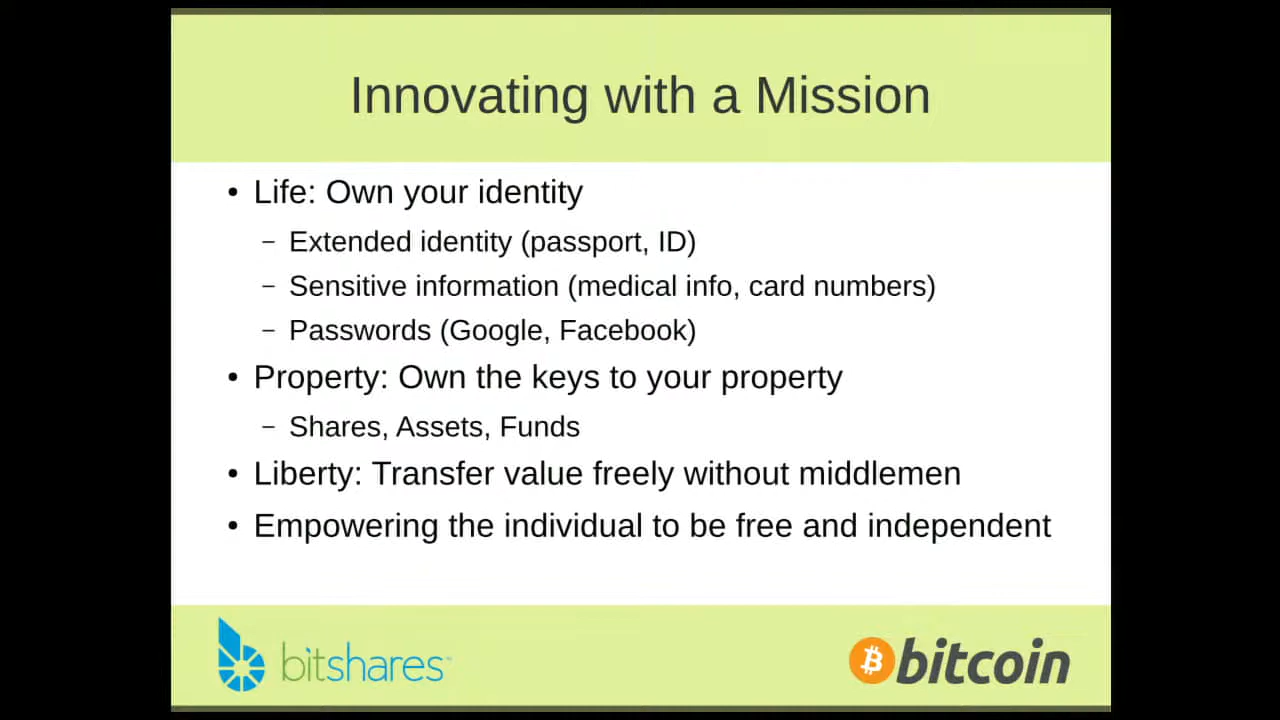 Innovating with a Mission
• Life: Own your identity
– Extended identity (passport, ID)
– Sensitive information (medical info, card numbers)
– Passwords (Google, Facebook)
• Property: Own the keys to your property
– Shares, Assets, Funds
• Liberty: Transfer value freely without middlemen
• Empowering the individual to be free and independent
bitshares™ bitcoin